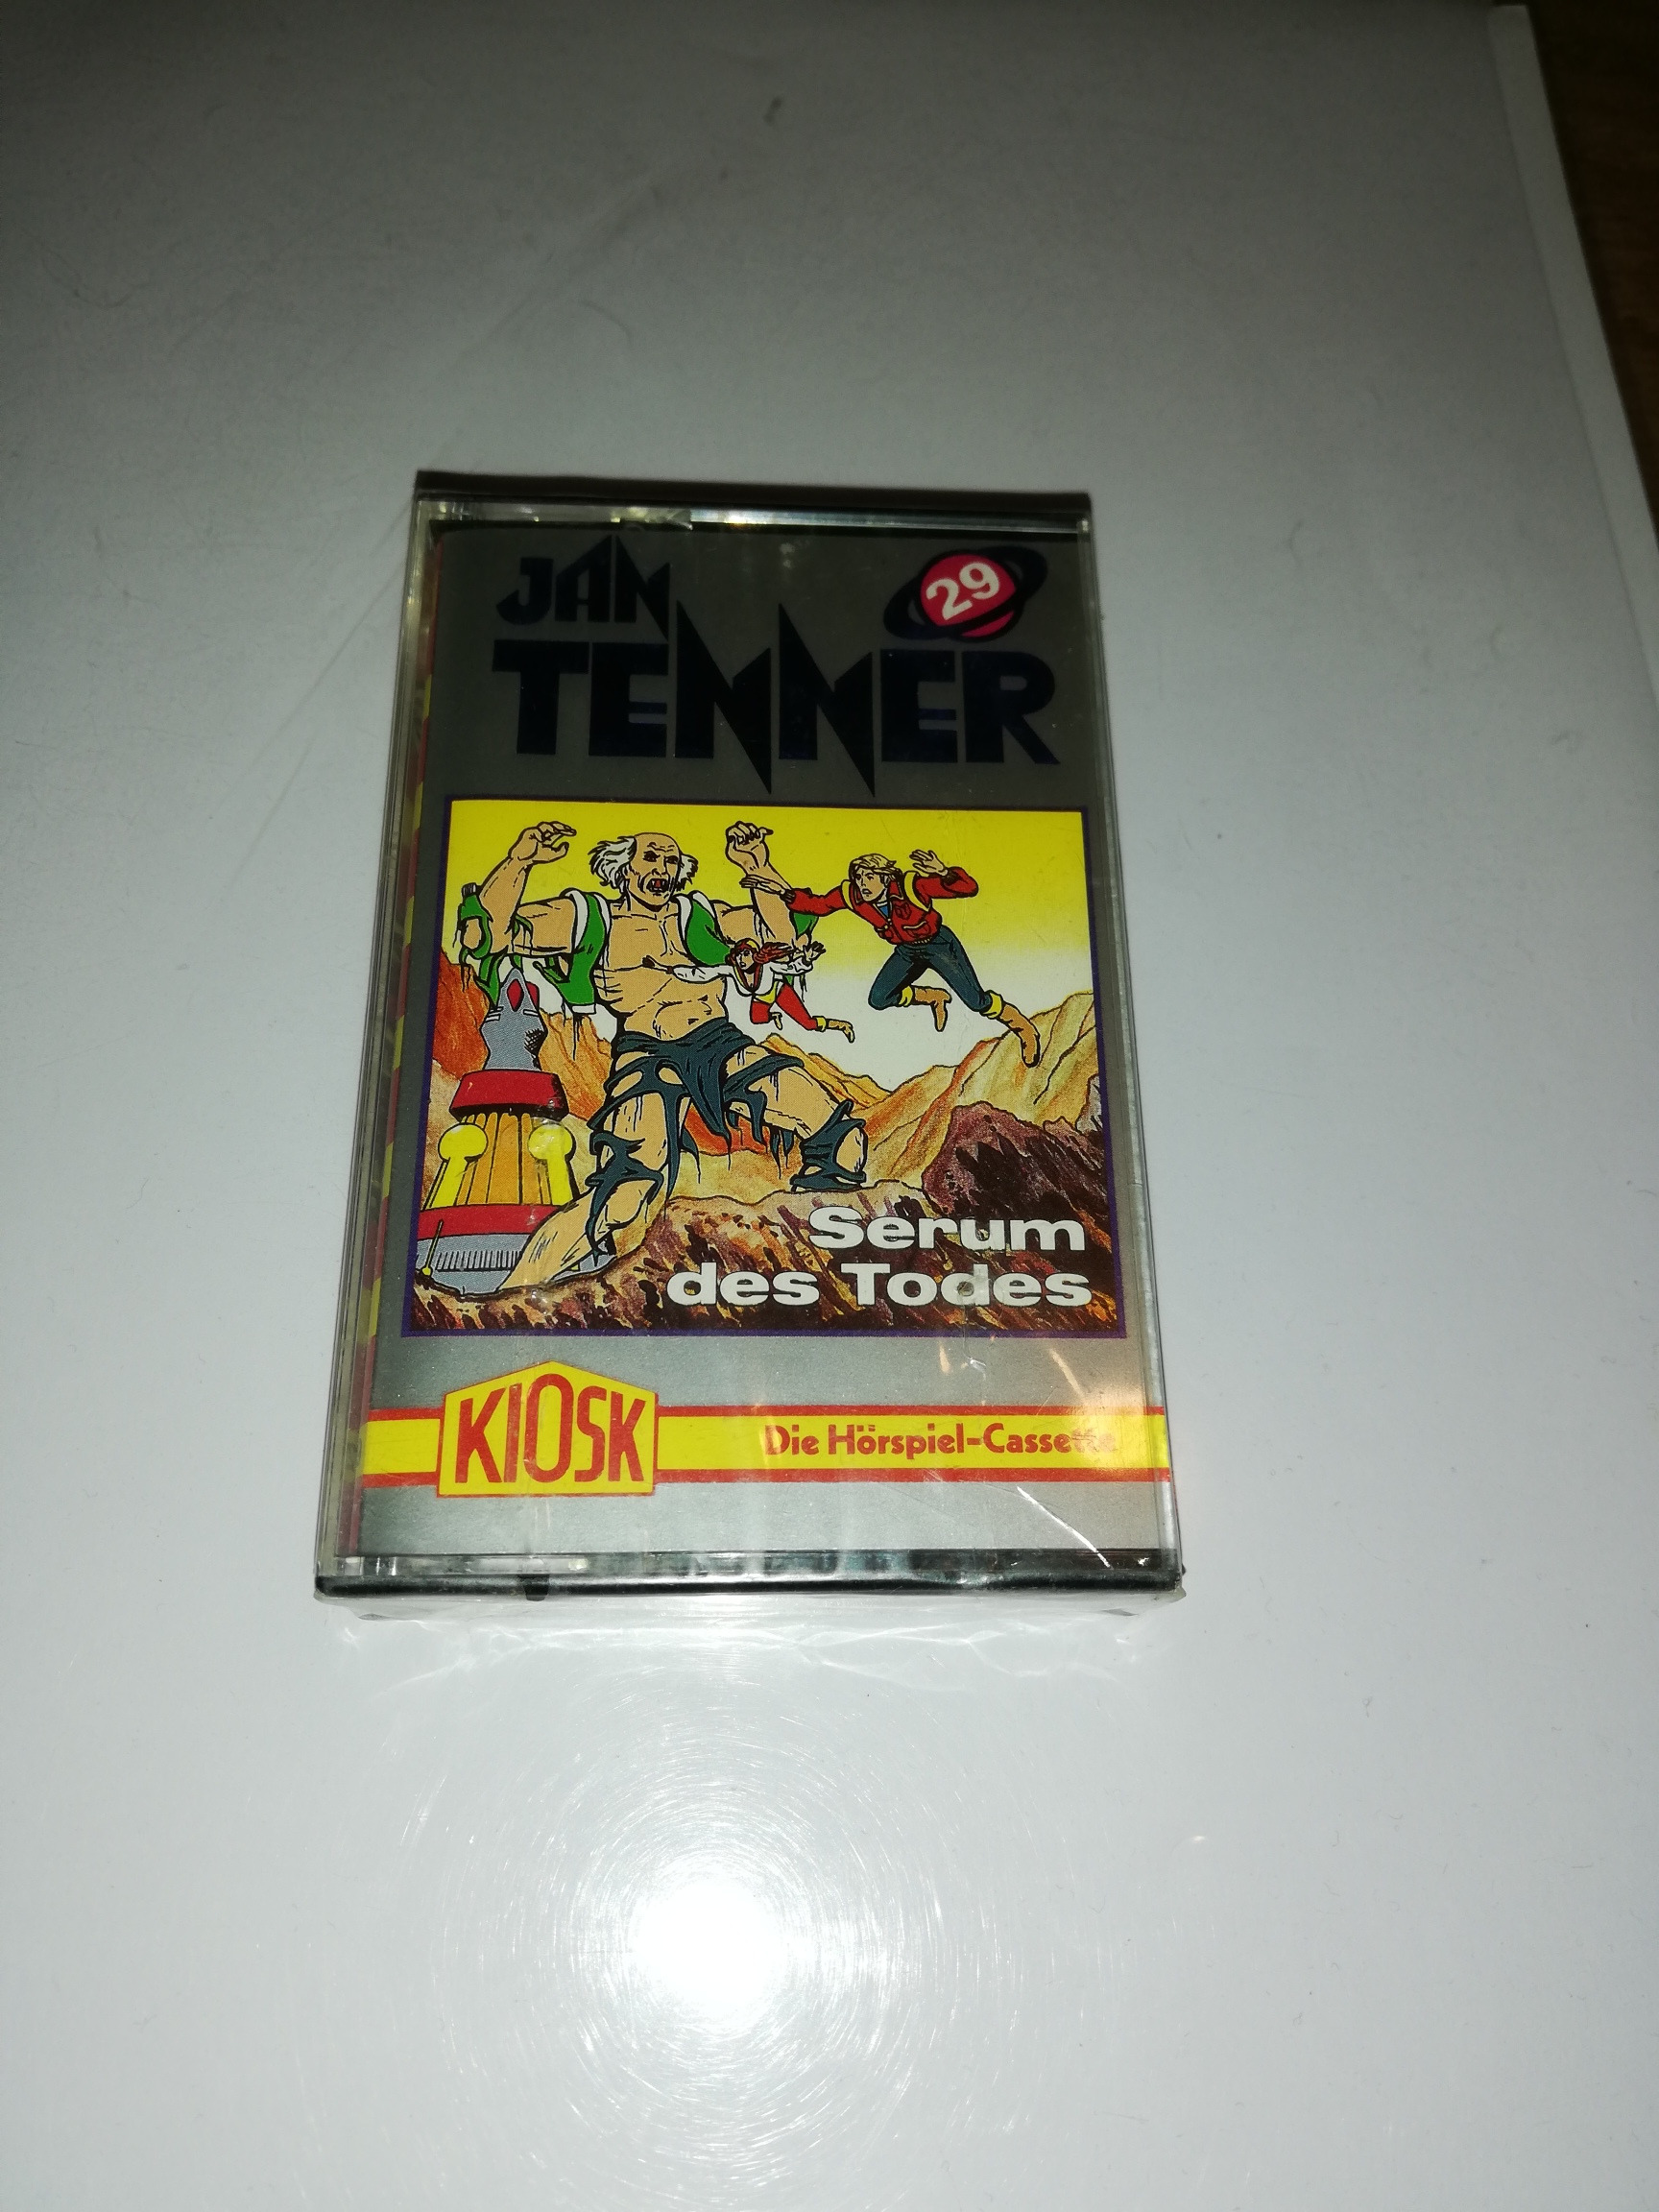 JAN
29
TENNER
Serum
des Todes
KIOSK
Die Hörspiel-Cassette